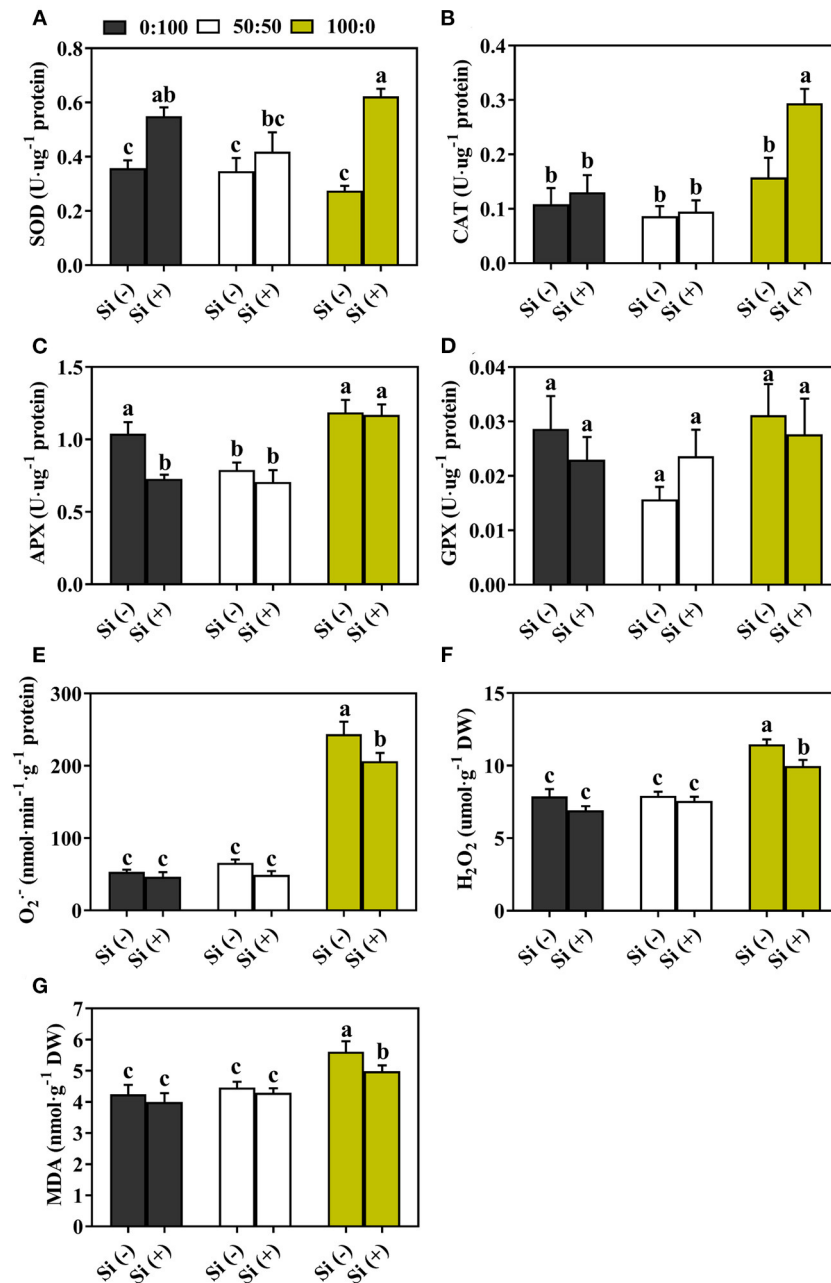 A B
0:100 50:50 100:0
SOD (U·ug⁻¹ protein)
0.8
0.6
0.4
0.2
0.0
c ab c bc c a
Si (-) Si (+) Si (-) Si (+) Si (-) Si (+)
CAT (U·ug⁻¹ protein)
0.4
0.3
0.2
0.1
0.0
b b b b b a
Si (-) Si (+) Si (-) Si (+) Si (-) Si (+)
C D
APX (U·ug⁻¹ protein)
1.5
1.0
0.5
0.0
a b b b a a
Si (-) Si (+) Si (-) Si (+) Si (-) Si (+)
GPX (U·ug⁻¹ protein)
0.04
0.03
0.02
0.01
0.00
a a a a a a
Si (-) Si (+) Si (-) Si (+) Si (-) Si (+)
E F
O₂·⁻ (nmol·min⁻¹·g⁻¹ protein)
300
200
100
0
c c c c a b
Si (-) Si (+) Si (-) Si (+) Si (-) Si (+)
H₂O₂ (umol·g⁻¹ DW)
15
10
5
0
c c c c a b
Si (-) Si (+) Si (-) Si (+) Si (-) Si (+)
G
MDA (nmol·g⁻¹ DW)
7
6
5
4
3
2
1
0
c c c c a b
Si (-) Si (+) Si (-) Si (+) Si (-) Si (+)